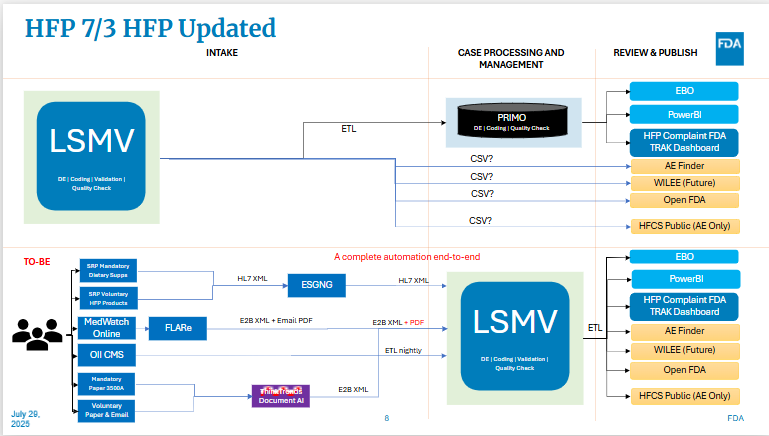 HFP 7/3 HFP Updated
FDA
INTAKE
CASE PROCESSING AND
MANAGEMENT
REVIEW & PUBLISH
LSMV
DE | Coding | Validation |
Quality Check
ETL
PRIMO
DE | Coding | Quality Check
CSV?
CSV?
CSV?
CSV?
EBO
PowerBI
HFP Complaint FDA
TRAK Dashboard
AE Finder
WILEE (Future)
Open FDA
HFCS Public (AE Only)
TO-BE
A complete automation end-to-end
SRP Mandatory
Dietary Supps
SRP Voluntary
HFP Products
MedWatch
Online
OII CMS
Mandatory
Paper 3500A
Voluntary
Paper & Email
HL7 XML
ESGNG
HL7 XML
FLARe
E2B XML + Email PDF
E2B XML + PDF
ETL nightly
Document AI
E2B XML
LSMV
DE | Coding | Validation |
Quality Check
ETL
EBO
PowerBI
HFP Complaint FDA
TRAK Dashboard
AE Finder
WILEE (Future)
Open FDA
HFCS Public (AE Only)
July 29,
2025
8
FDA